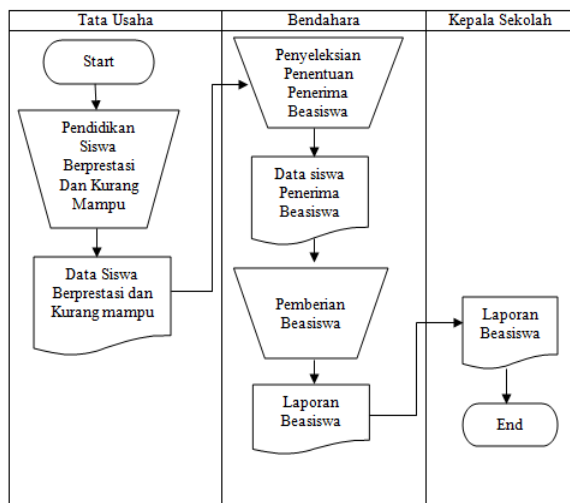 Tata Usaha
Bendahara
Kepala Sekolah
Start
Pendidikan
Siswa
Berprestasi
Dan Kurang
Mampu
Data Siswa
Berprestasi dan
Kurang mampu
Penyeleksian
Penentuan
Penerima
Beasiswa
Data siswa
Penerima
Beasiswa
Pemberian
Beasiswa
Laporan
Beasiswa
Laporan
Beasiswa
End